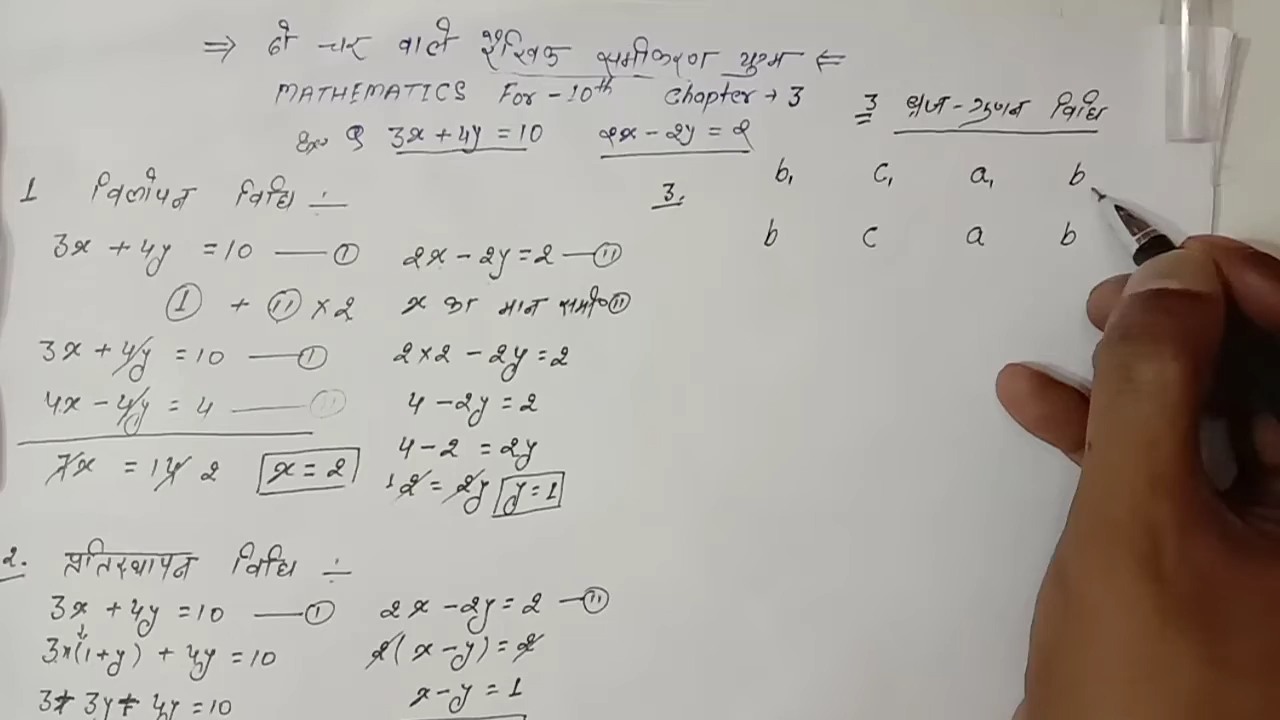 ⇒ दो चर वाले रैखिक समीकरण युग्म ⇐
MATHEMATICS For - 10th Chapter → 3
Ex:- 3x + 4y = 10 2x - 2y = 2
1 विलोपन विधि :-
3x + 4y = 10 —— ①
① + ⑪ × 2
3x + 4y = 10 —— ①
4x - 4y = 4 —— ⑪
7x = 14 2 x = 2
2x - 2y = 2 — ⑪
x का मान समी० ⑪
2 × 2 - 2y = 2
4 - 2y = 2
4 - 2 = 2y
1 2 = 2y y = 1
2. प्रतिस्थापन विधि :-
3x + 4y = 10 —— ①
3×(1+y) + 4y = 10
3+ 3y+ 4y = 10
2x - 2y = 2 — ⑪
2(x - y) = 2
x - y = 1
3 वज्र-गुणन विधि
3.
b₁ c₁ a₁ b
b c a b